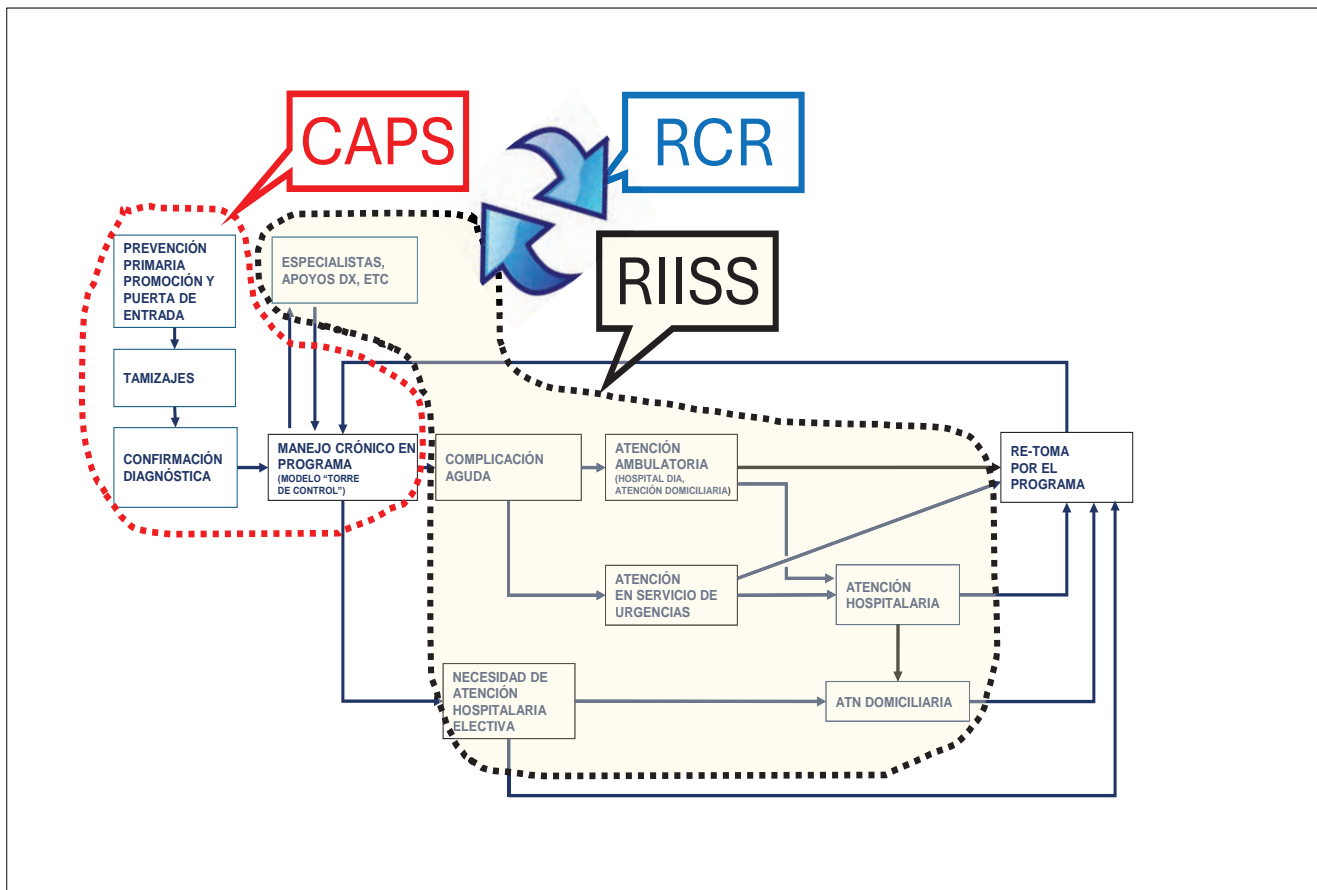 CAPS
RCR
RIISS
PREVENCIÓN
PRIMARIA
PROMOCIÓN Y
PUERTA DE
ENTRADA
ESPECIALISTAS,
APOYOS DX, ETC
TAMIZAJES
CONFIRMACIÓN
DIAGNÓSTICA
MANEJO CRÓNICO EN
PROGRAMA
(MODELO “TORRE
DE CONTROL”)
COMPLICACIÓN
AGUDA
ATENCIÓN
AMBULATORIA
(HOSPITAL DIA,
ATENCIÓN DOMICILIARIA)
RE-TOMA
POR EL
PROGRAMA
ATENCIÓN
EN SERVICIO DE
URGENCIAS
ATENCIÓN
HOSPITALARIA
NECESIDAD DE
ATENCIÓN
HOSPITALARIA
ELECTIVA
ATN DOMICILIARIA